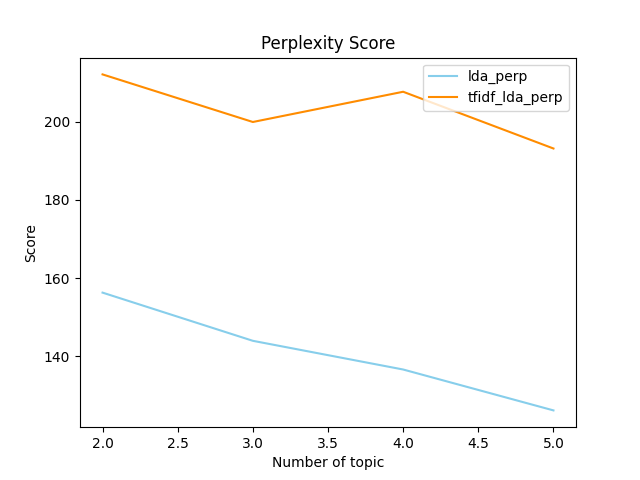 Perplexity Score
lda_perp
tfidf_lda_perp
Score
200
180
160
140
2.0 2.5 3.0 3.5 4.0 4.5 5.0
Number of topic